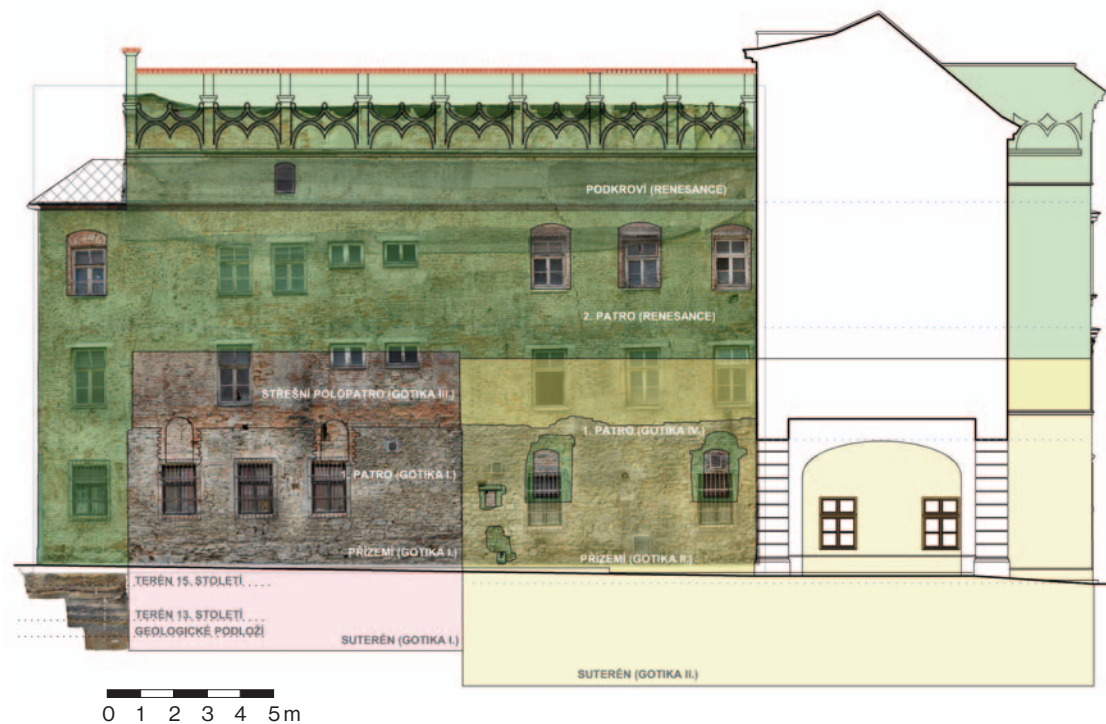 PODKROVÍ (RENESANCE)
2. PATRO (RENESANCE)
STŘEŠNÍ POLOPATRO (GOTIKA III.)
1. PATRO (GOTIKA IV.)
1. PATRO (GOTIKA I.)
PŘÍZEMÍ (GOTIKA I.)
PŘÍZEMÍ (GOTIKA II.)
TERÉN 15. STOLETÍ
TERÉN 13. STOLETÍ
GEOLOGICKÉ PODLOŽÍ
SUTERÉN (GOTIKA I.)
SUTERÉN (GOTIKA II.)
0 1 2 3 4 5 m